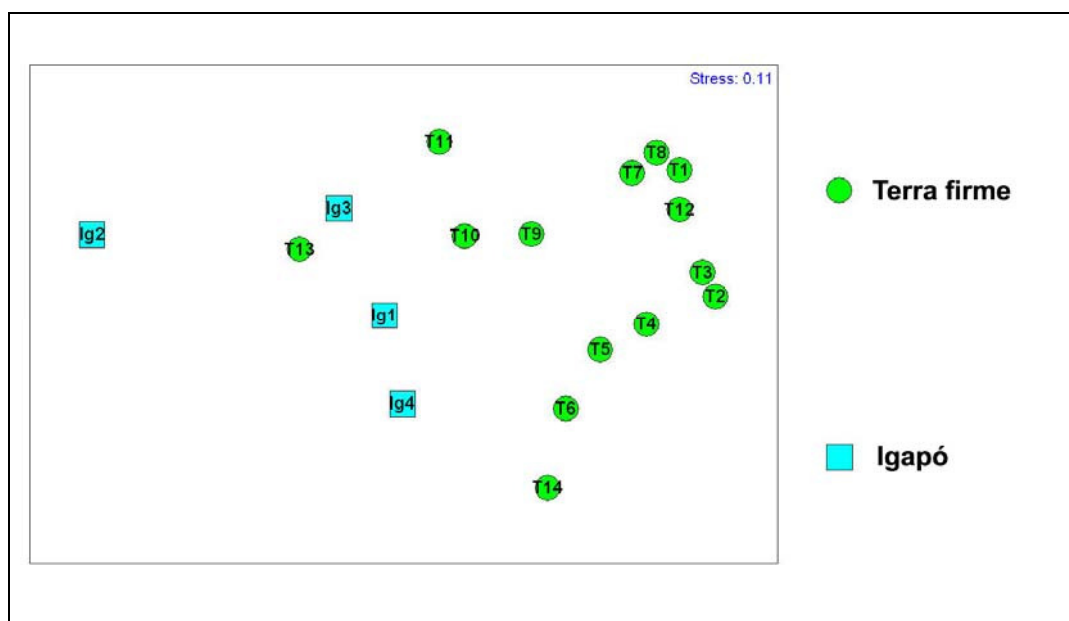 Stress: 0.11
T11
T8
T7
T1
Terra firme
Ig3
T12
Ig2
T13
T10
T9
T3
T2
Ig1
T4
T5
Ig4
T6
Igapó
T14